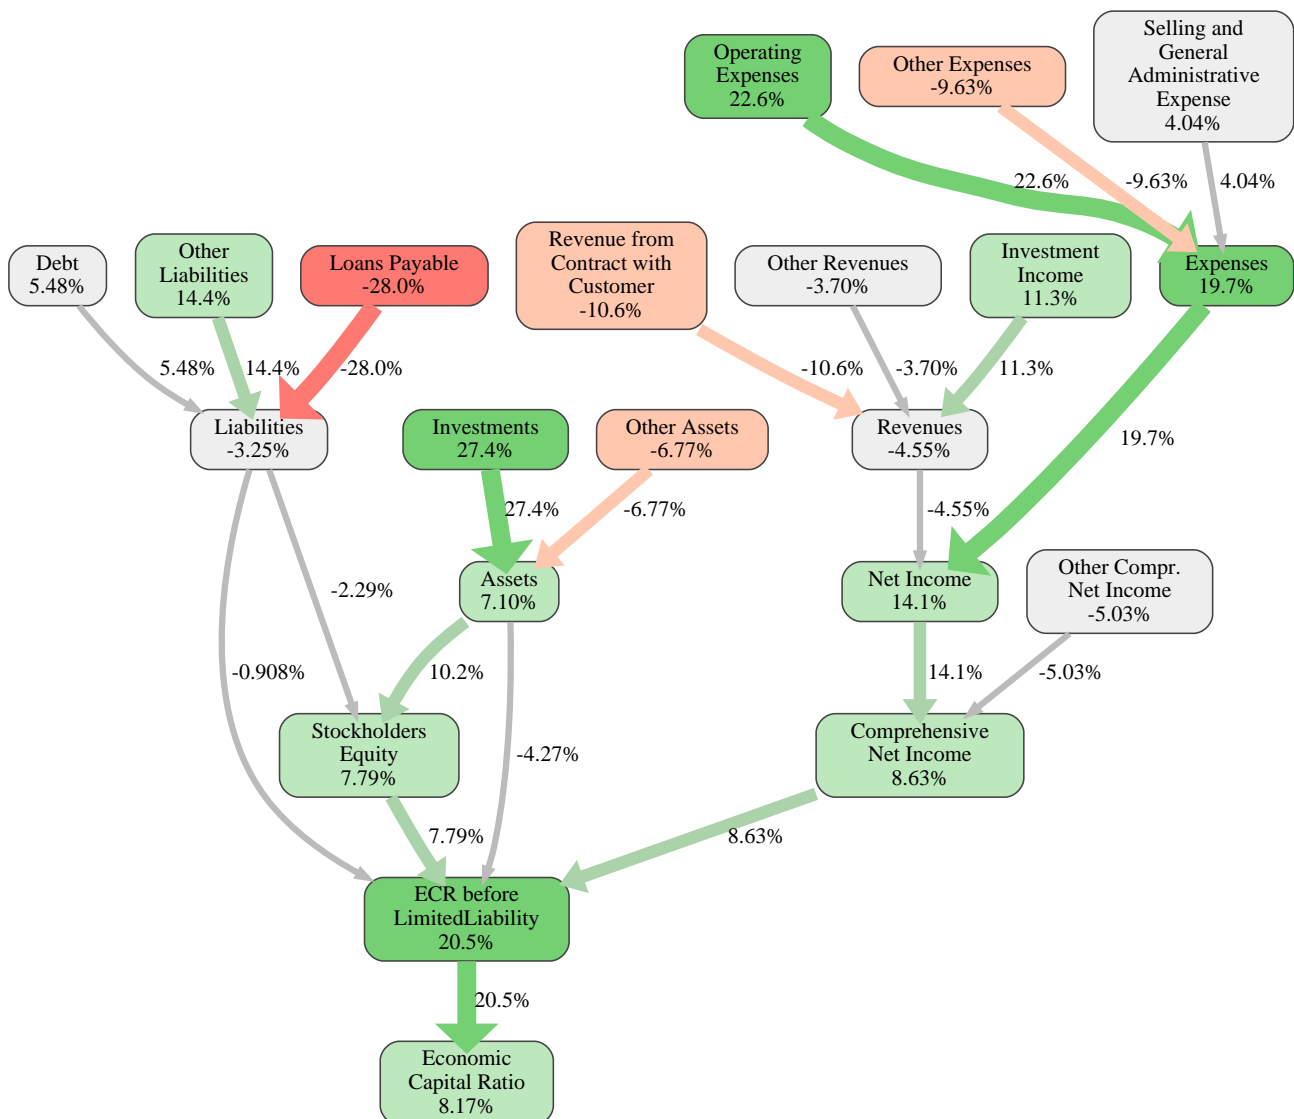 Selling and
General
Administrative
Expense
4.04%
Operating
Expenses
22.6%
Other Expenses
-9.63%
22.6%
-9.63%
4.04%
Debt
5.48%
Other
Liabilities
14.4%
Loans Payable
-28.0%
Revenue from
Contract with
Customer
-10.6%
Other Revenues
-3.70%
Investment
Income
11.3%
Expenses
19.7%
5.48%
14.4%
-28.0%
-10.6%
-3.70%
11.3%
19.7%
Liabilities
-3.25%
Investments
27.4%
Other Assets
-6.77%
Revenues
-4.55%
27.4%
-6.77%
-4.55%
-2.29%
Assets
7.10%
Net Income
14.1%
Other Compr.
Net Income
-5.03%
-0.908%
10.2%
14.1%
-5.03%
Stockholders
Equity
7.79%
-4.27%
Comprehensive
Net Income
8.63%
7.79%
8.63%
ECR before
LimitedLiability
20.5%
20.5%
Economic
Capital Ratio
8.17%